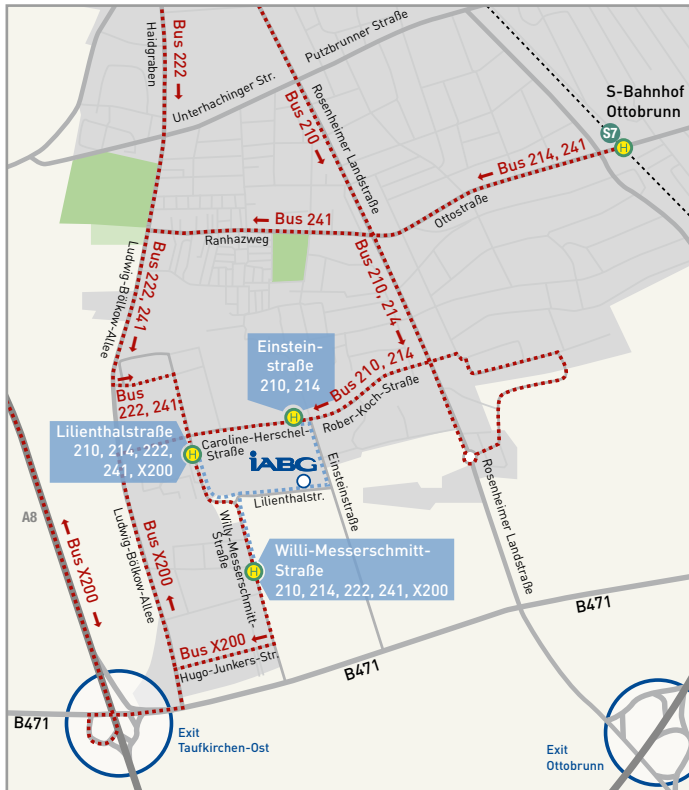 Bus 222
Haidgraben
Unterhachinger Str.
Putzbrunner Straße
Bus 210
Rosenheimer Landstraße
S-Bahnhof
Ottobrunn
S7
H
Bus 214, 241
Ottostraße
Bus 241
Ranhazweg
Ludwig-Bölkow-Allee
Bus 222, 241
Bus 210, 214
Einstein-
straße
210, 214
Bus 210, 214
Rober-Koch-Straße
Bus
222, 241
H
Caroline-Herschel-
Straße
Lilienthalstraße
210, 214, 222,
241, X200
H
iABG
Lilienthalstr.
Einsteinstraße
Rosenheimer Landstraße
A8
Bus X200
Ludwig-Bölkow-Allee
Bus X200
Willy-Messerschmitt-
Straße
H
Willi-Messerschmitt-
Straße
210, 214, 222, 241, X200
Bus X200
Hugo-Junkers-Str.
B471
B471
B471
Exit
Taufkirchen-Ost
Exit
Ottobrunn